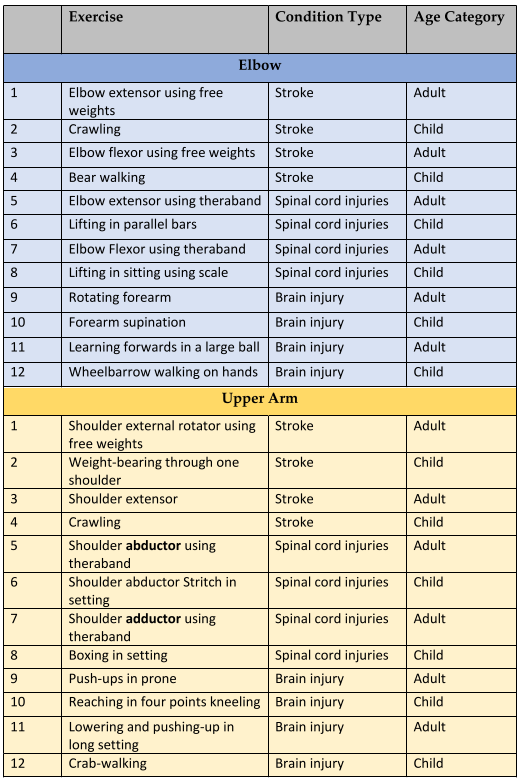 Exercise Condition Type Age Category
Elbow
1 Elbow extensor using free Stroke Adult
weights
2 Crawling Stroke Child
3 Elbow flexor using free weights Stroke Adult
4 Bear walking Stroke Child
5 Elbow extensor using theraband Spinal cord injuries Adult
6 Lifting in parallel bars Spinal cord injuries Child
7 Elbow Flexor using theraband Spinal cord injuries Adult
8 Lifting in sitting using scale Spinal cord injuries Child
9 Rotating forearm Brain injury Adult
10 Forearm supination Brain injury Child
11 Learning forwards in a large ball Brain injury Adult
12 Wheelbarrow walking on hands Brain injury Child
Upper Arm
1 Shoulder external rotator using Stroke Adult
free weights
2 Weight-bearing through one Stroke Child
shoulder
3 Shoulder extensor Stroke Adult
4 Crawling Stroke Child
5 Shoulder abductor using Spinal cord injuries Adult
theraband
6 Shoulder abductor Stritch in Spinal cord injuries Child
setting
7 Shoulder adductor using Spinal cord injuries Adult
theraband
8 Boxing in setting Spinal cord injuries Child
9 Push-ups in prone Brain injury Adult
10 Reaching in four points kneeling Brain injury Child
11 Lowering and pushing-up in Brain injury Adult
long setting
12 Crab-walking Brain injury Child